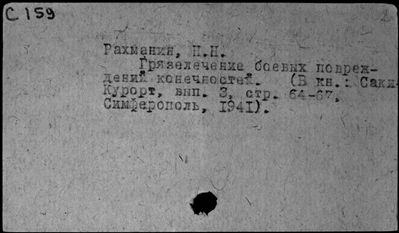 С 159
Рахманин, Н.Н.
Грязелечение боевых повреж-
дений конечностей. (В кн.: Саки-
Курорт, вып. 3, стр. 64-67,
Симферополь, 1941).